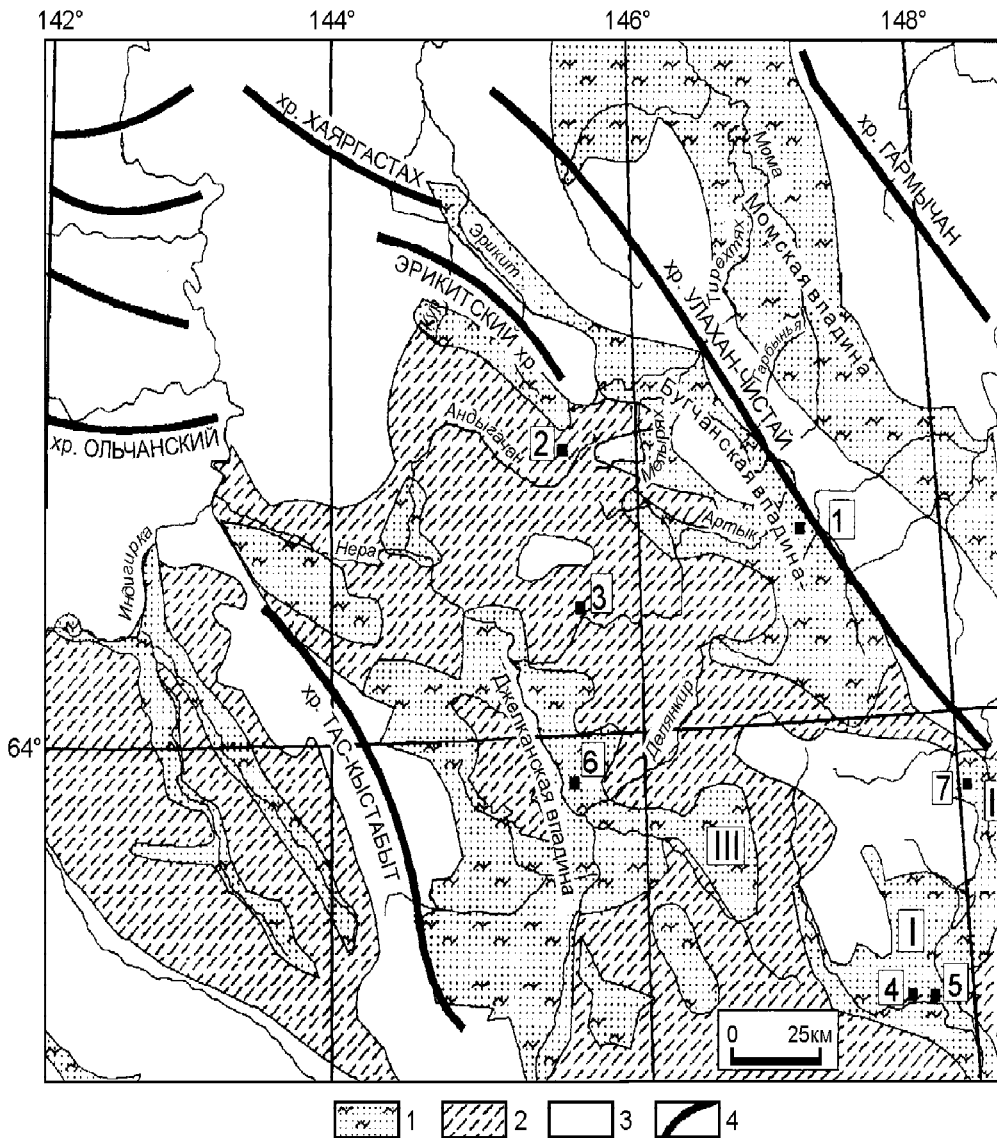 142° 144° 146° 148°
хр. ХАЯРГАСТАХ
хр. ГАРМЫЧАН
Мома
Момская впадина
Тирехтях
Эрикит
ЭРИКИТСКИЙ хр.
хр. УЛАХАН-ЧИСТАЙ
хр. ОЛЬЧАНСКИЙ
Андыгачак
2
Бугчанская впадина
Артык
1
Индигирка
Нера
3
хр. ТАС-КЫСТАБЫТ
Джелканская впадина
Делянкир
64°
6
7
III
I
4
5
0 25км
1 2 3 4